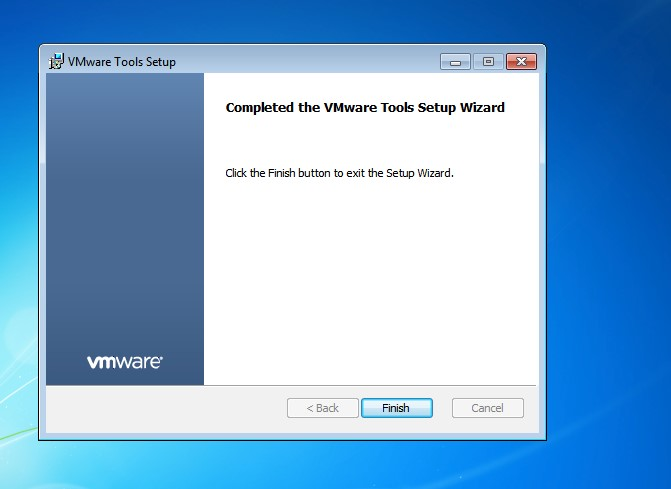 VMware Tools Setup
Completed the VMware Tools Setup Wizard
Click the Finish button to exit the Setup Wizard.
vmware®
< Back
Finish
Cancel